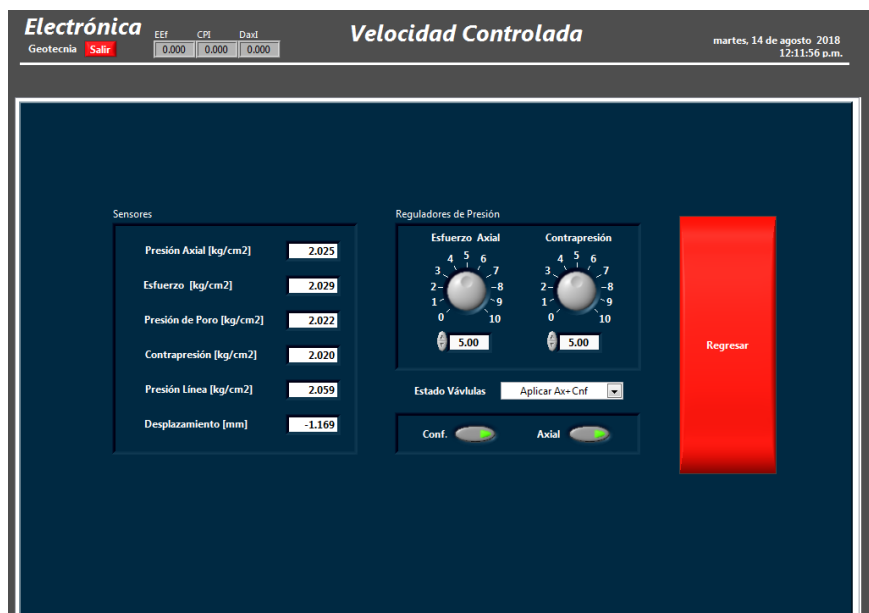 Electrónica
Geotecnia Salir
EEf CPI DaxI
0.000 0.000 0.000
Velocidad Controlada
martes, 14 de agosto 2018
12:11:56 p.m.
Sensores
Presión Axial [kg/cm2] 2.025
Esfuerzo [kg/cm2] 2.029
Presión de Poro [kg/cm2] 2.022
Contrapresión [kg/cm2] 2.020
Presión Línea [kg/cm2] 2.059
Desplazamiento [mm] -1.169
Reguladores de Presión
Esfuerzo Axial
0 1 2 3 4 5 6 7 8 9 10
5.00
Contrapresión
0 1 2 3 4 5 6 7 8 9 10
5.00
Estado Vávlulas Aplicar Ax+Cnf
Conf. Axial
Regresar